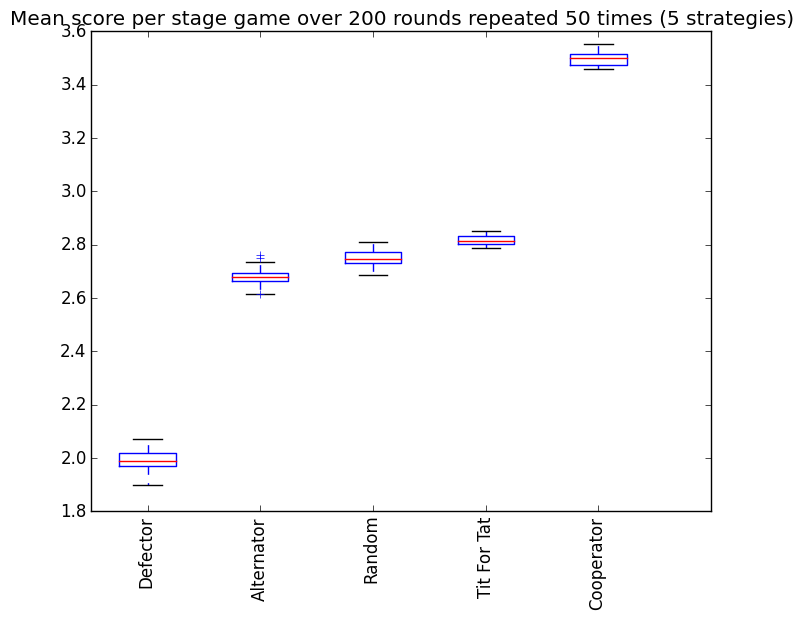 Mean score per stage game over 200 rounds repeated 50 times (5 strategies)
3.6
3.4
3.2
3.0
2.8
2.6
2.4
2.2
2.0
1.8
Defector
Alternator
Random
Tit For Tat
Cooperator